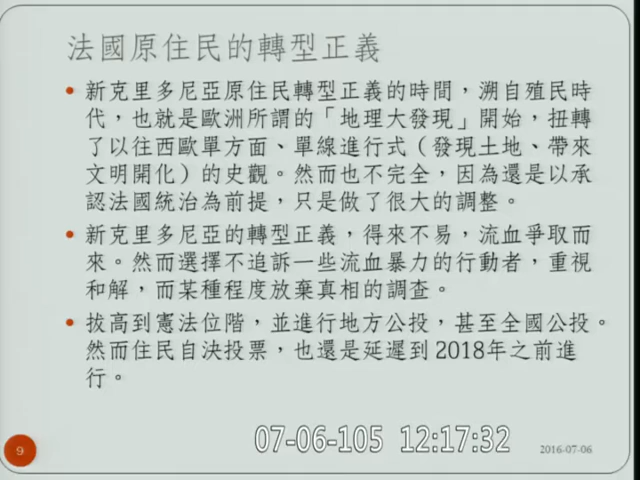 法國原住民的轉型正義
• 新克里多尼亞原住民轉型正義的時間，溯自殖民時
代，也就是歐洲所謂的「地理大發現」開始，扭轉
了以往西歐單方面、單線進行式（發現土地、帶來
文明開化）的史觀。然而也不完全，因為還是以承
認法國統治為前提，只是做了很大的調整。
• 新克里多尼亞的轉型正義，得來不易，流血爭取而
來。然而選擇不追訴一些流血暴力的行動者，重視
和解，而某種程度放棄真相的調查。
• 拔高到憲法位階，並進行地方公投，甚至全國公投。
然而住民自決投票，也還是延遲到 2018年之前進
行。
07-06-105 12:17:32
9
2016-07-06